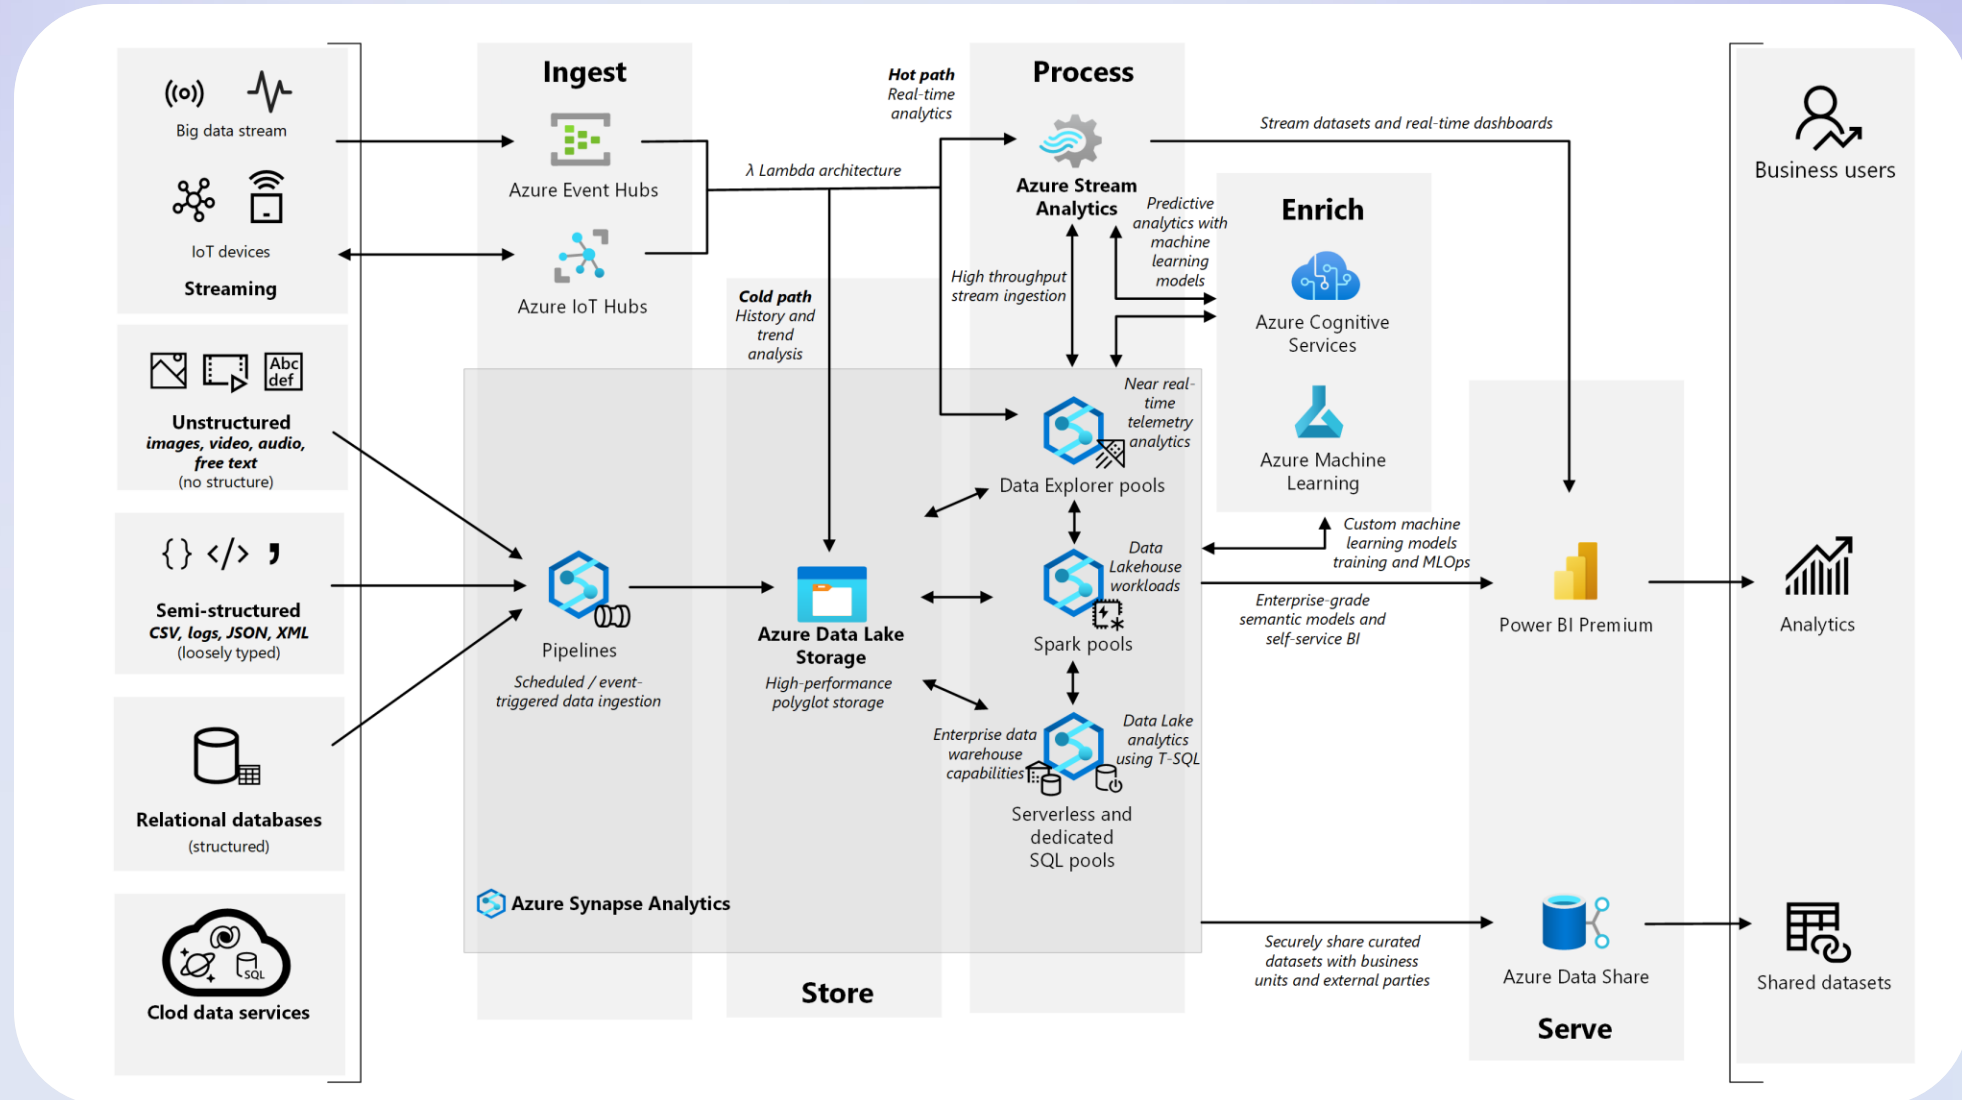 Big data stream
IoT devices
Streaming
Abc
def
Unstructured
images, video, audio,
free text
(no structure)
{} </> ,
Semi-structured
CSV, logs, JSON, XML
(loosely typed)
Relational databases
(structured)
SQL
Clod data services
Ingest
Azure Event Hubs
Azure IoT Hubs
λ Lambda architecture
Hot path
Real-time
analytics
Cold path
History and
trend
analysis
Pipelines
Scheduled / event-
triggered data ingestion
Azure Data Lake
Storage
High-performance
polyglot storage
Azure Synapse Analytics
Store
Process
Azure Stream
Analytics
High throughput
stream ingestion
Predictive
analytics with
machine
learning
models
Near real-
time
telemetry
analytics
Data Explorer pools
Data
Lakehouse
workloads
Spark pools
Enterprise data
warehouse
capabilities
Data Lake
analytics
using T-SQL
Serverless and
dedicated
SQL pools
Stream datasets and real-time dashboards
Enrich
Azure Cognitive
Services
Azure Machine
Learning
Custom machine
learning models
training and MLOps
Enterprise-grade
semantic models and
self-service BI
Securely share curated
datasets with business
units and external parties
Power BI Premium
Azure Data Share
Serve
Business users
Analytics
Shared datasets